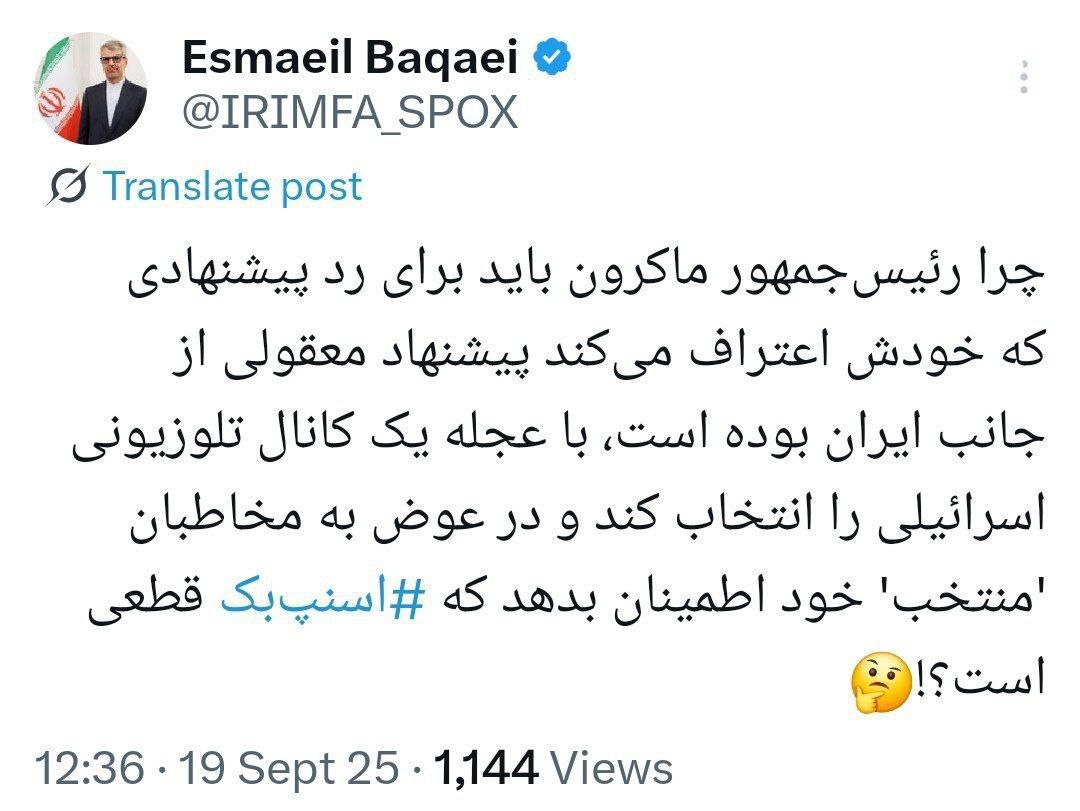 Esmaeil Baqaei
@IRIMFA_SPOX
Translate post
چرا رئیس‌جمهور ماکرون باید برای رد پیشنهادی
که خودش اعتراف می‌کند پیشنهاد معقولی از
جانب ایران بوده است، با عجله یک کانال تلوزیونی
اسرائیلی را انتخاب کند و در عوض به مخاطبان
'منتخب' خود اطمینان بدهد که #اسنپ‌بک قطعی
است؟!🤔
12:36 · 19 Sept 25 · 1,144 Views